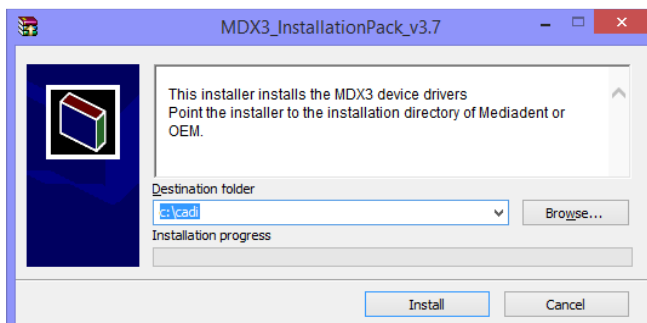 MDX3_InstallationPack_v3.7
This installer installs the MDX3 device drivers
Point the installer to the installation directory of Mediadent or
OEM.
Destination folder
c:\cadi
Browse...
Installation progress
Install
Cancel